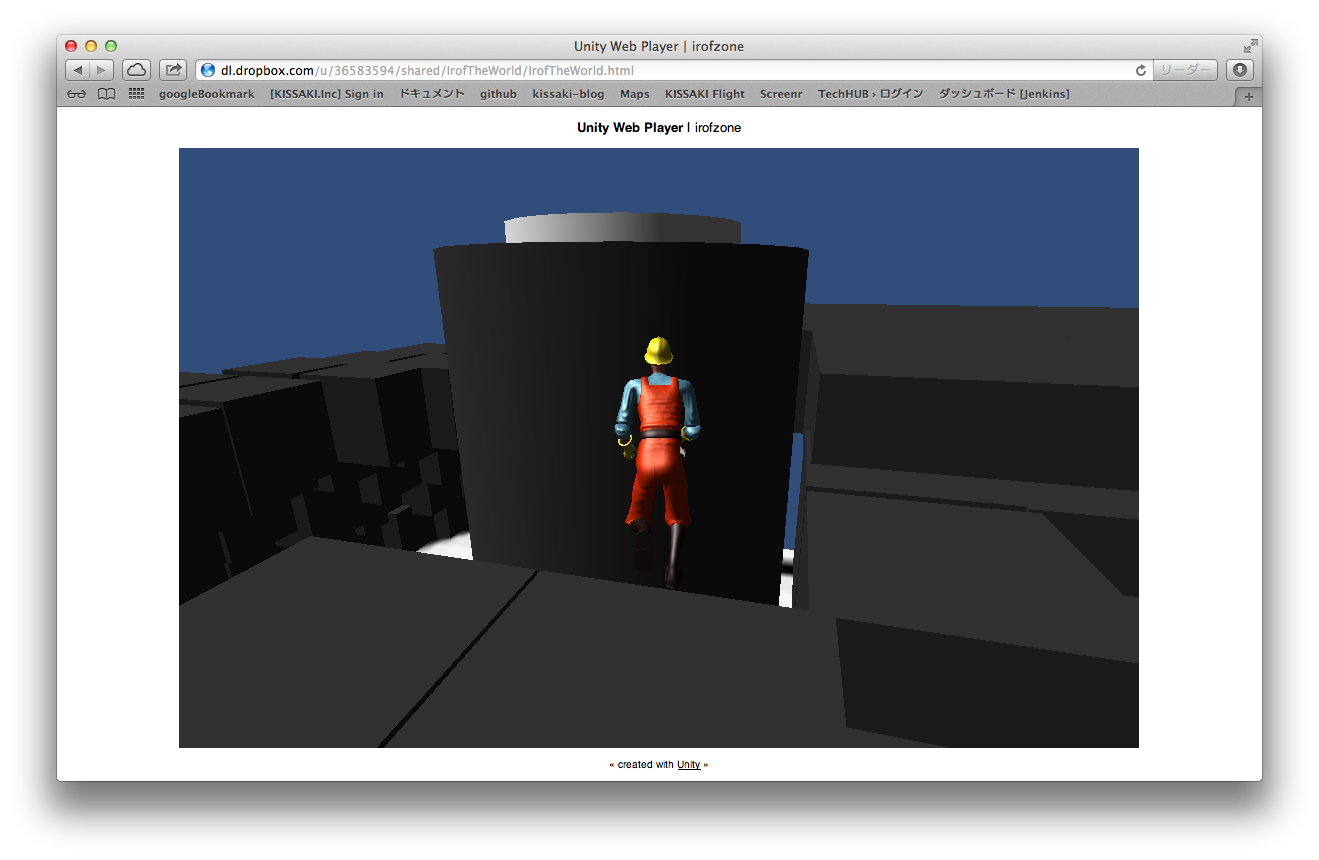 Unity Web Player | irofzone
dl.dropbox.com/u/36583594/shared/IrofTheWorld/IrofTheWorld.html リーダー
googleBookmark [KISSAKI.Inc] Sign in ドキュメント github kissaki-blog Maps KISSAKI Flight Screenr TechHUB › ログイン ダッシュボード [Jenkins]
Unity Web Player | irofzone
« created with Unity »